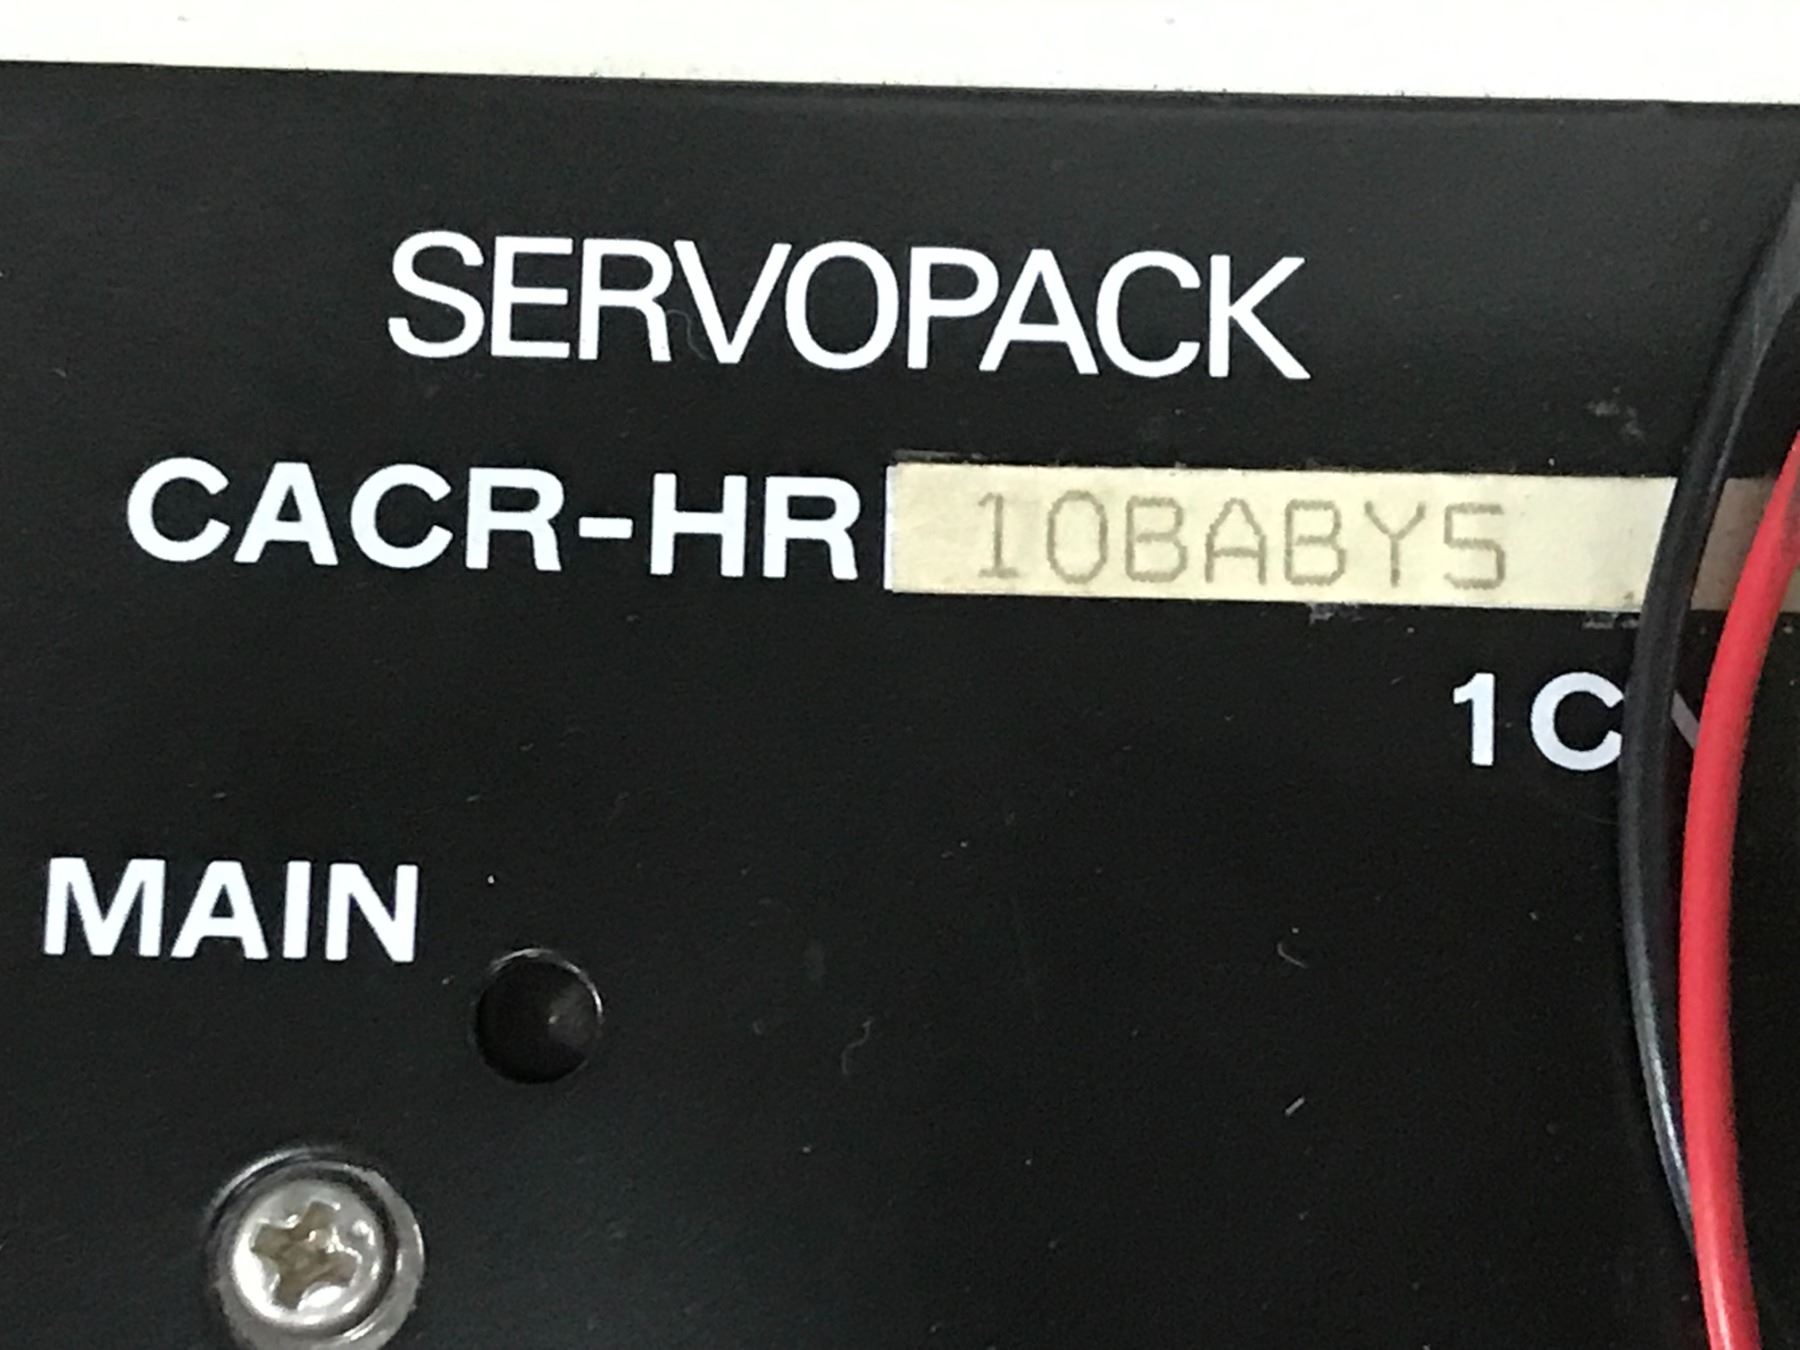 SERVOPACK
CACR-HR 10BABY5
1C
MAIN